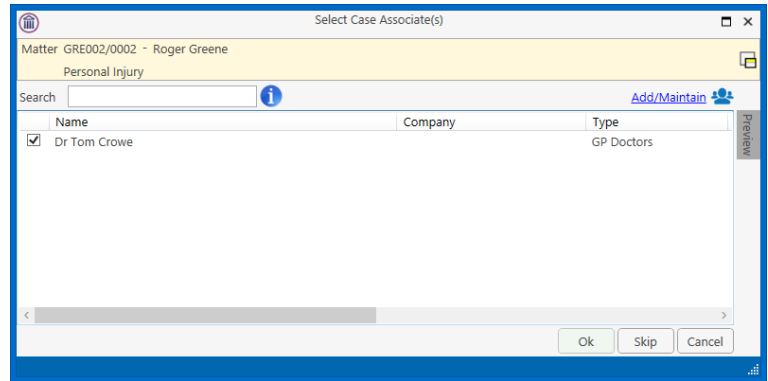 Select Case Associate(s)
Matter GRE002/0002 - Roger Greene
Personal Injury
Search Add/Maintain
Name Company Type
Dr Tom Crowe GP Doctors
Preview
Ok Skip Cancel